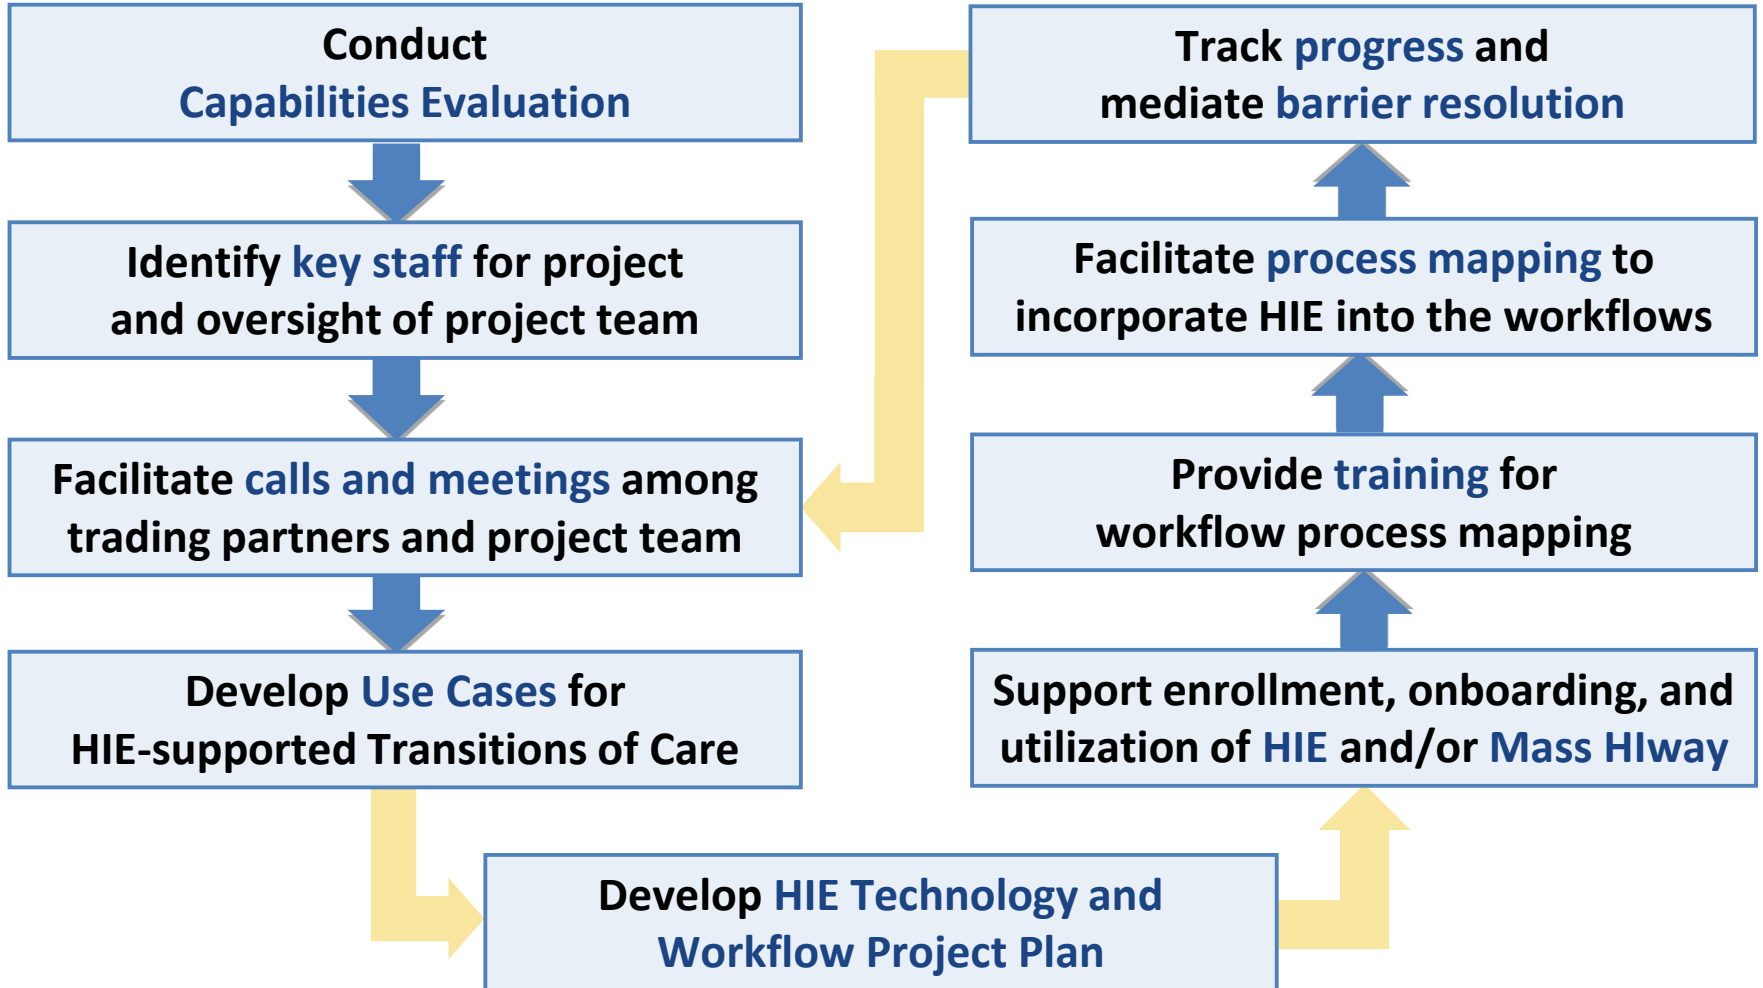 Conduct
Capabilities Evaluation
Identify key staff for project
and oversight of project team
Facilitate calls and meetings among
trading partners and project team
Develop Use Cases for
HIE-supported Transitions of Care
Develop HIE Technology and
Workflow Project Plan
Support enrollment, onboarding, and
utilization of HIE and/or Mass HIway
Provide training for
workflow process mapping
Facilitate process mapping to
incorporate HIE into the workflows
Track progress and
mediate barrier resolution